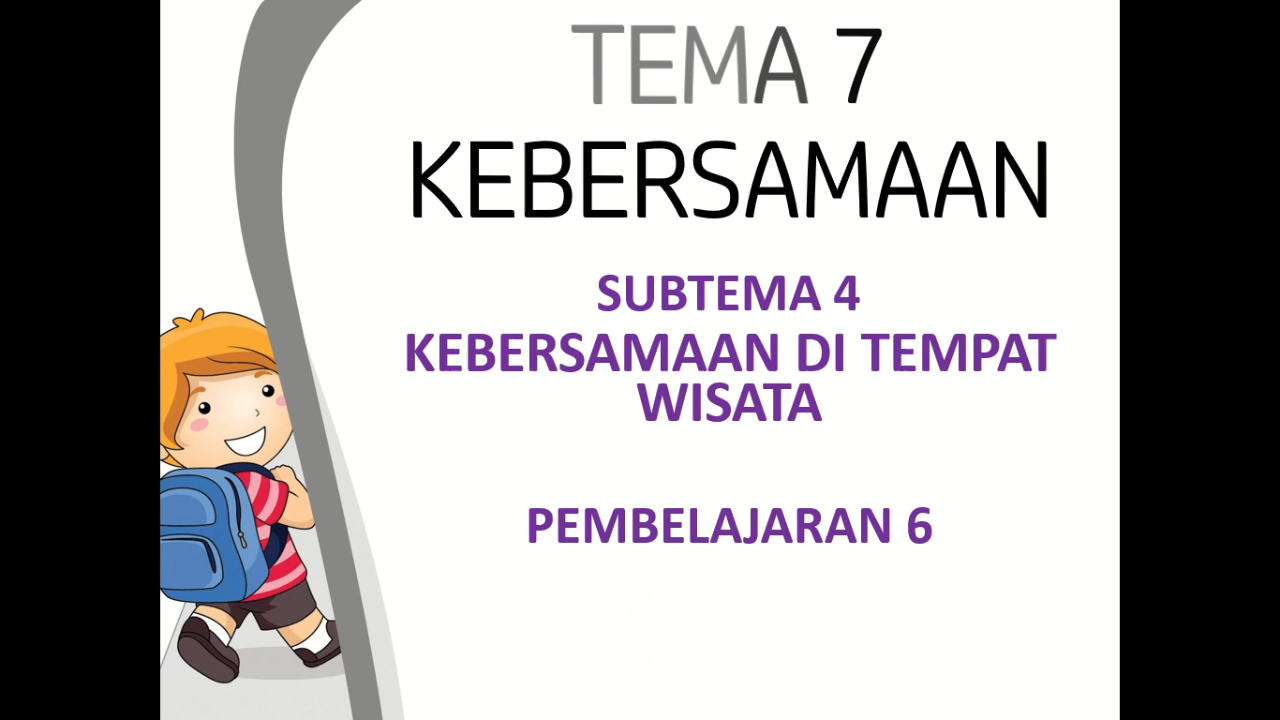 TEMA 7
KEBERSAMAAN
SUBTEMA 4
KEBERSAMAAN DI TEMPAT
WISATA
PEMBELAJARAN 6